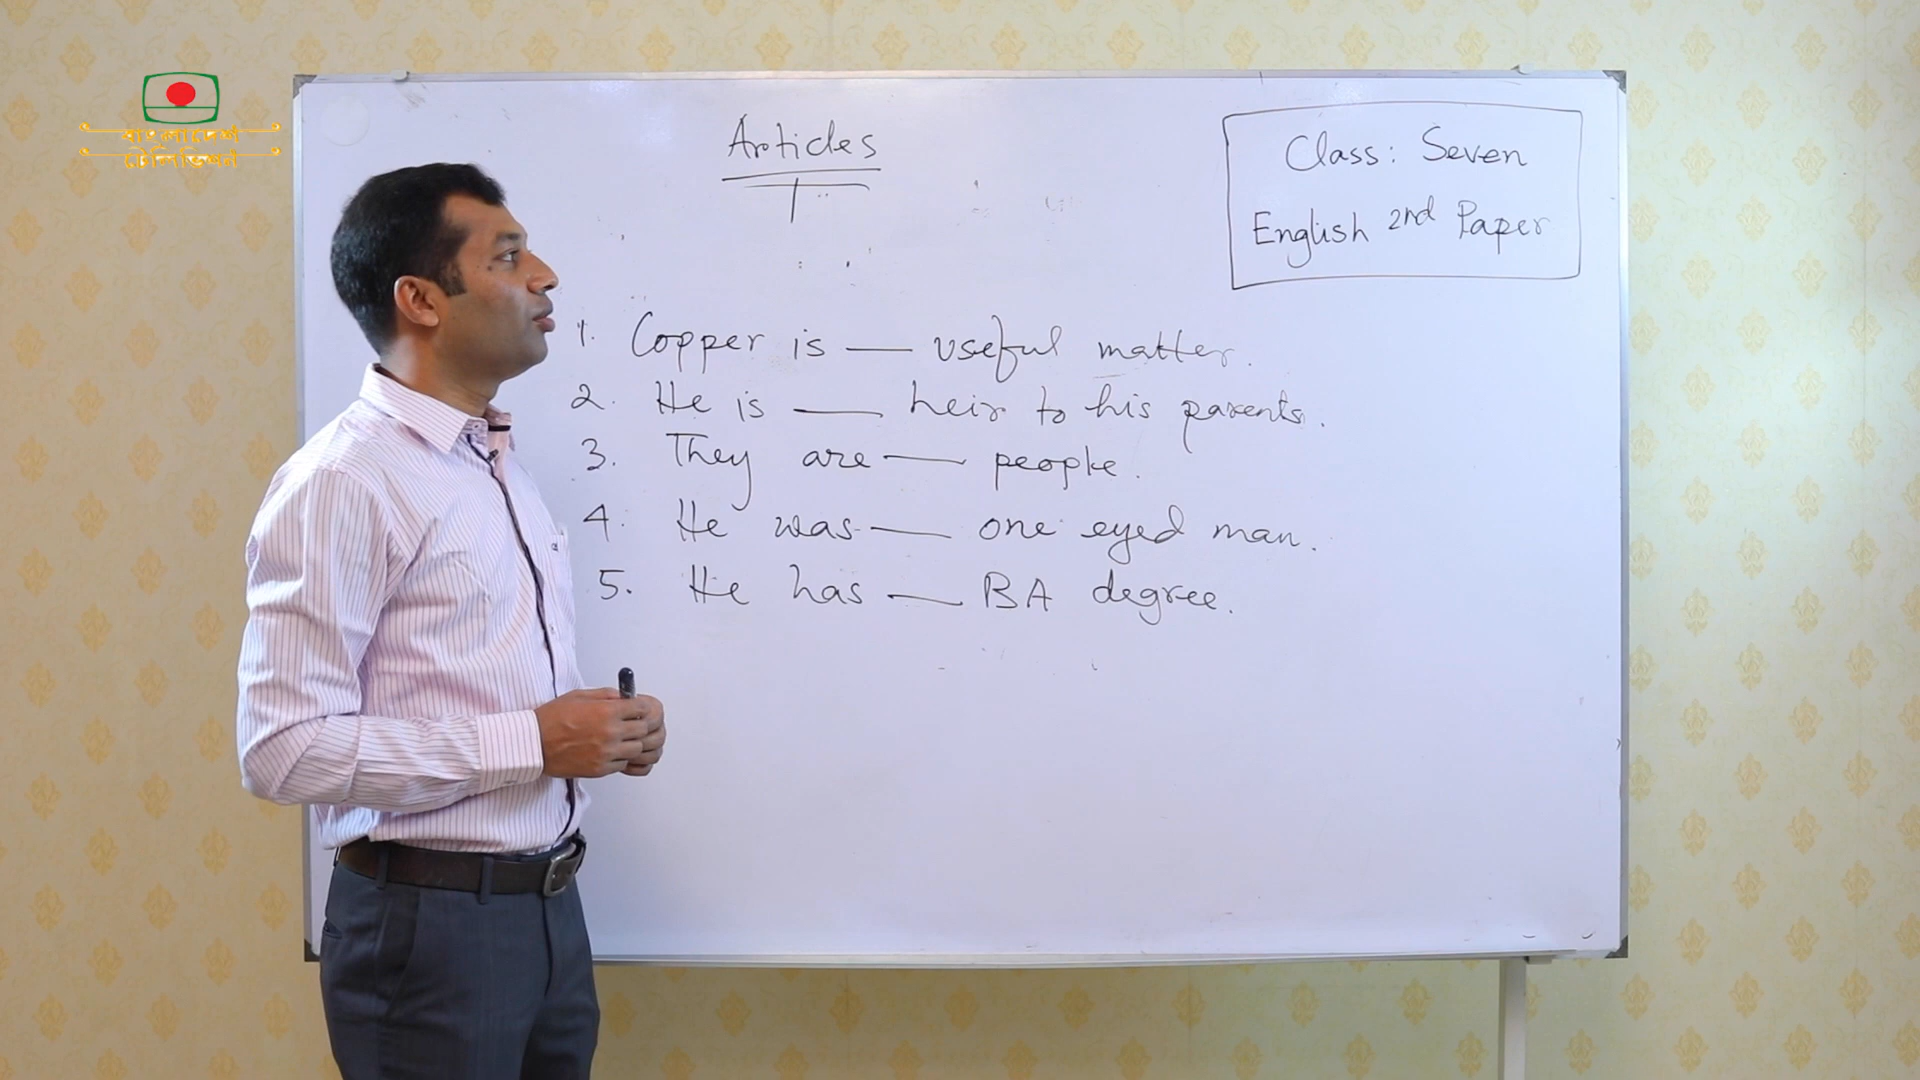 বাংলাদেশ
টেলিভিশন
Articles
Class: Seven
English 2nd Paper
1. Copper is — useful matter.
2. He is — heir to his parents.
3. They are — people.
4. He was — one eyed man.
5. He has — BA degree.